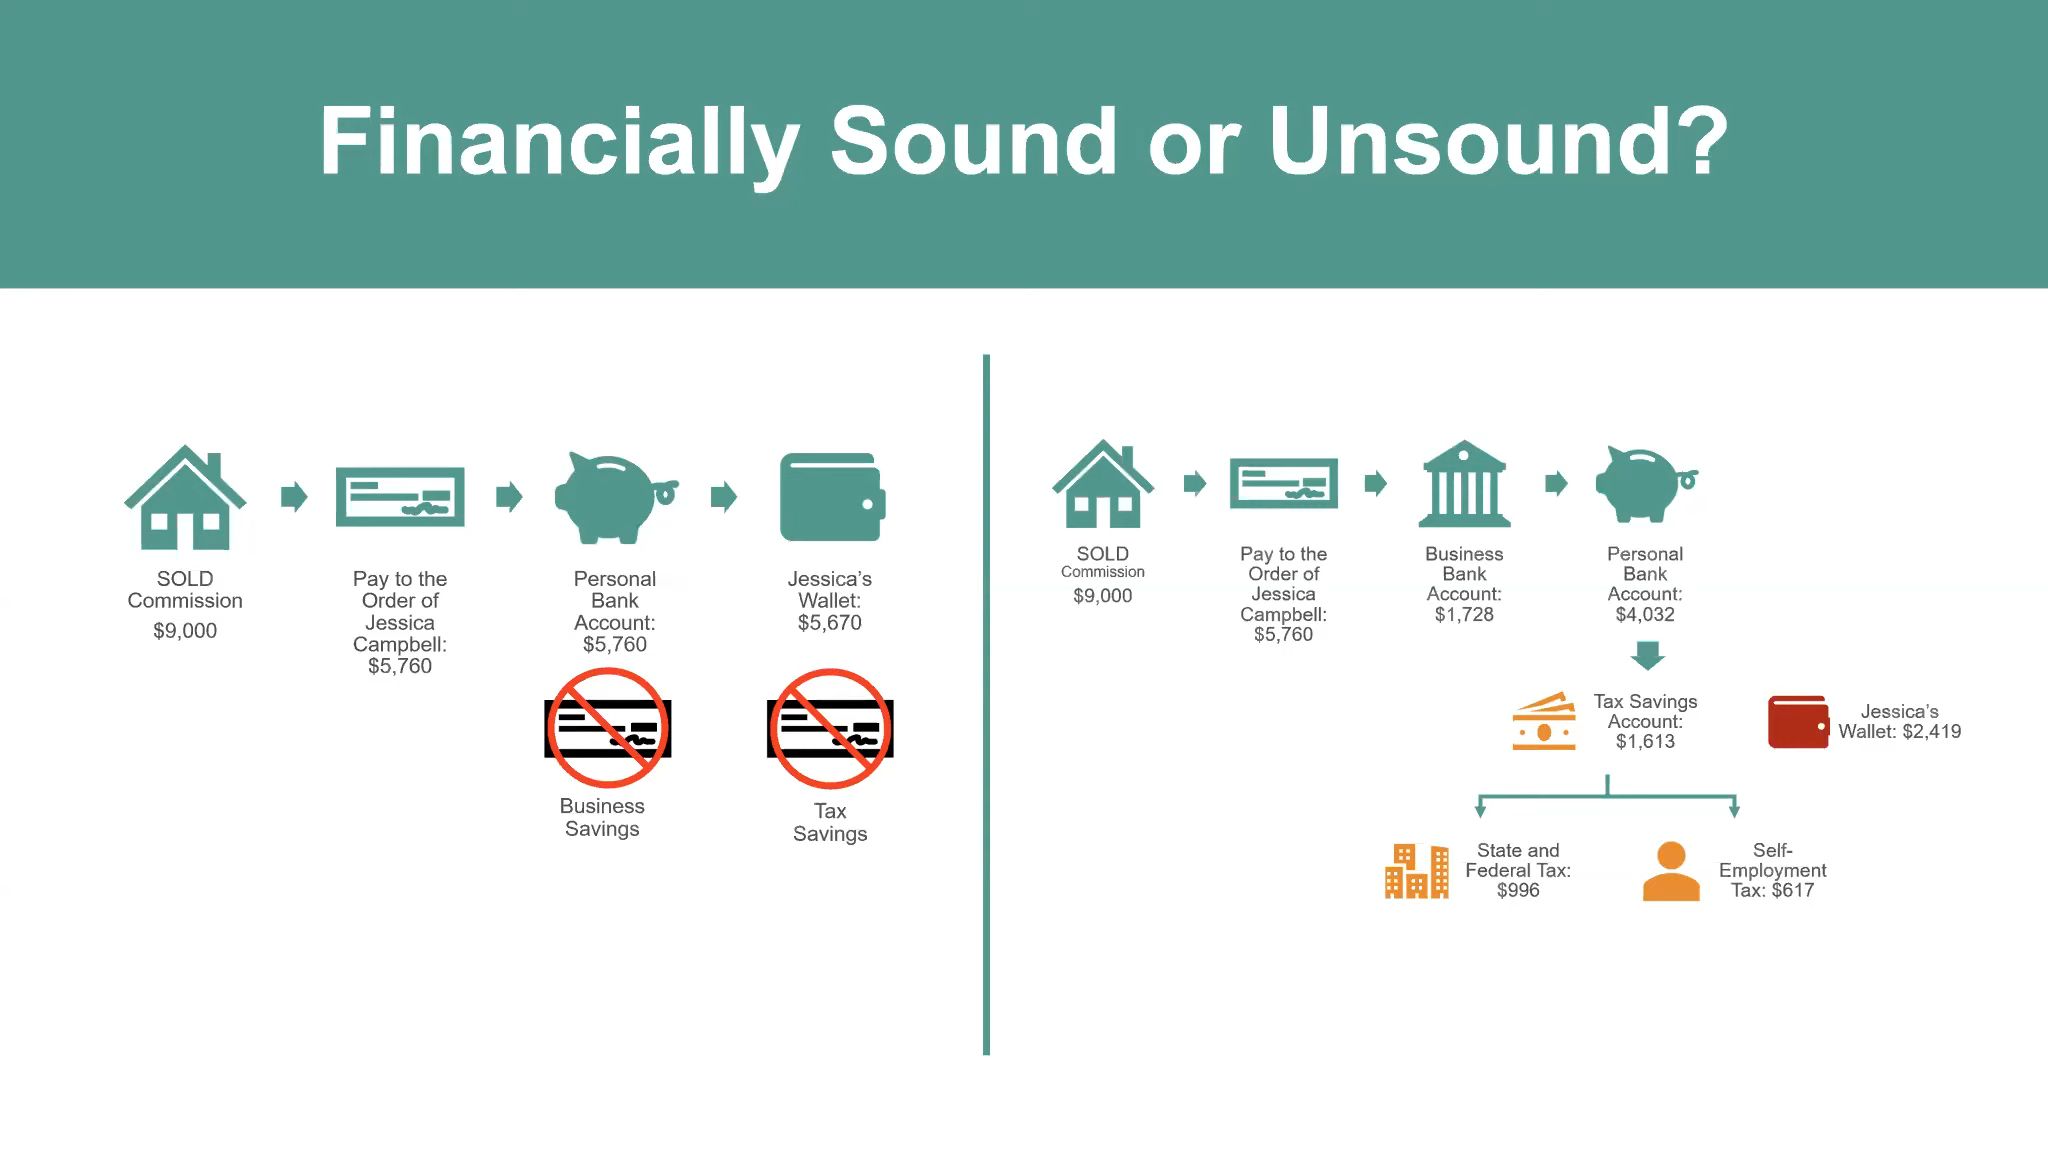 Financially Sound or Unsound?
SOLD
Commission
$9,000
Pay to the
Order of
Jessica
Campbell:
$5,760
Personal
Bank
Account:
$5,760
Jessica's
Wallet:
$5,670
Business
Savings
Tax
Savings
SOLD
Commission
$9,000
Pay to the
Order of
Jessica
Campbell:
$5,760
Business
Bank
Account:
$1,728
Personal
Bank
Account:
$4,032
Tax Savings
Account:
$1,613
Jessica's
Wallet: $2,419
State and
Federal Tax:
$996
Self-
Employment
Tax: $617